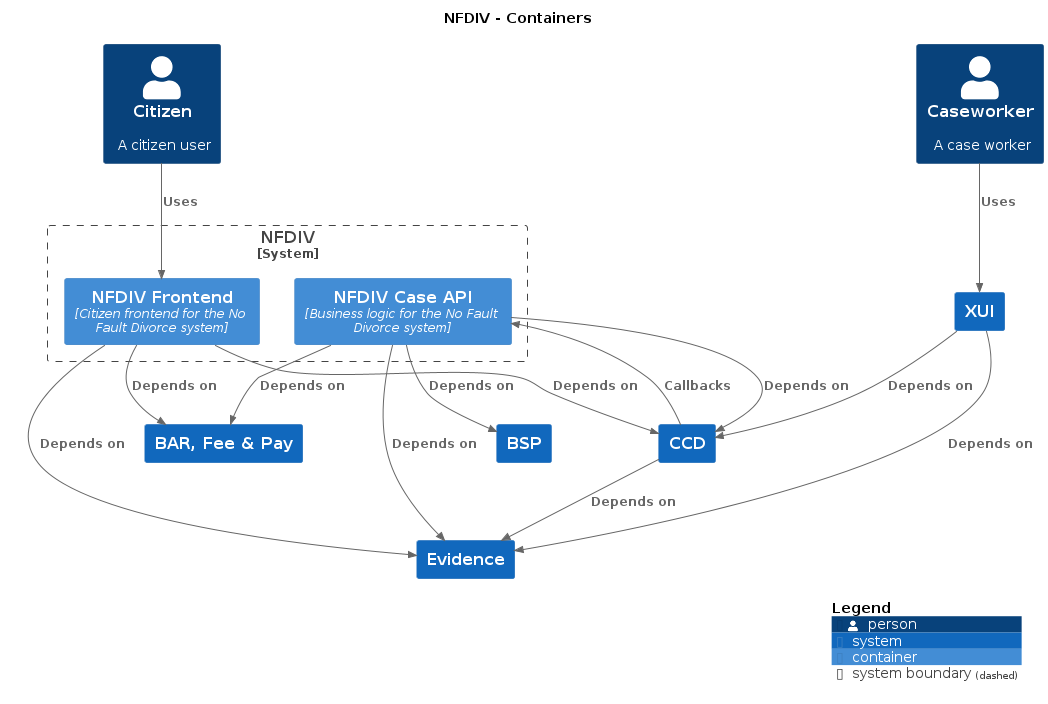 NFDIV - Containers
Citizen
A citizen user
Caseworker
A case worker
Uses
Uses
NFDIV
[System]
NFDIV Frontend
[Citizen frontend for the No
Fault Divorce system]
NFDIV Case API
[Business logic for the No Fault
Divorce system]
XUI
Depends on
Depends on
Depends on
Depends on
Callbacks
Depends on
Depends on
Depends on
BAR, Fee & Pay
Depends on
BSP
CCD
Depends on
Depends on
Evidence
Legend
person
system
container
system boundary (dashed)